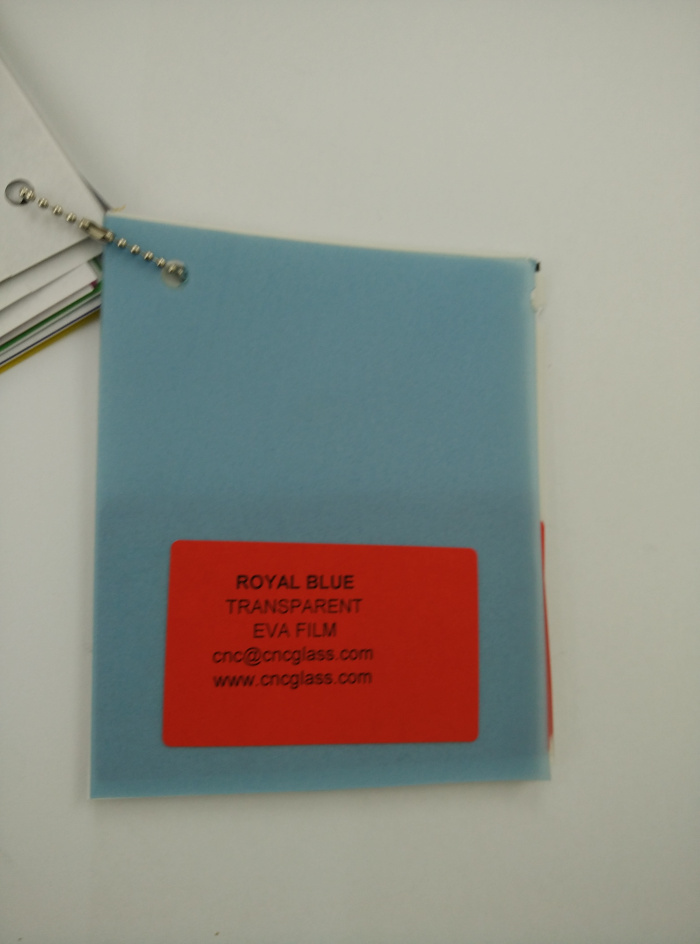 ROYAL BLUE
TRANSPARENT
EVA FILM
cnc@cncglass.com
www.cncglass.com